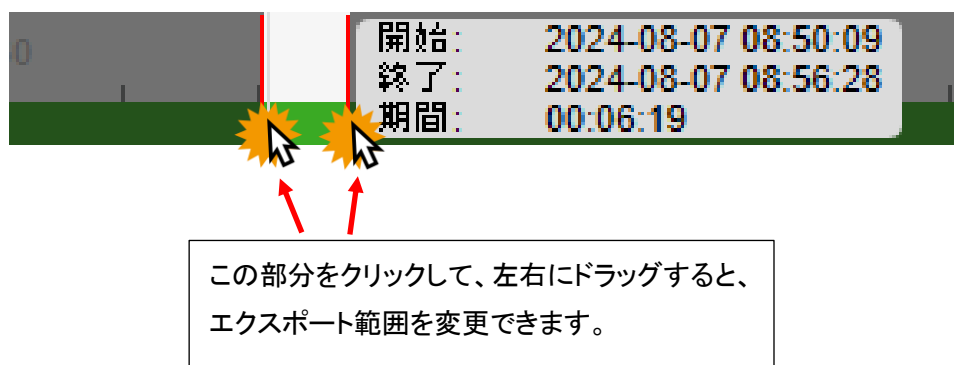 開始: 2024-08-07 08:50:09
終了: 2024-08-07 08:56:28
期間: 00:06:19
この部分をクリックして、左右にドラッグすると、
エクスポート範囲を変更できます。